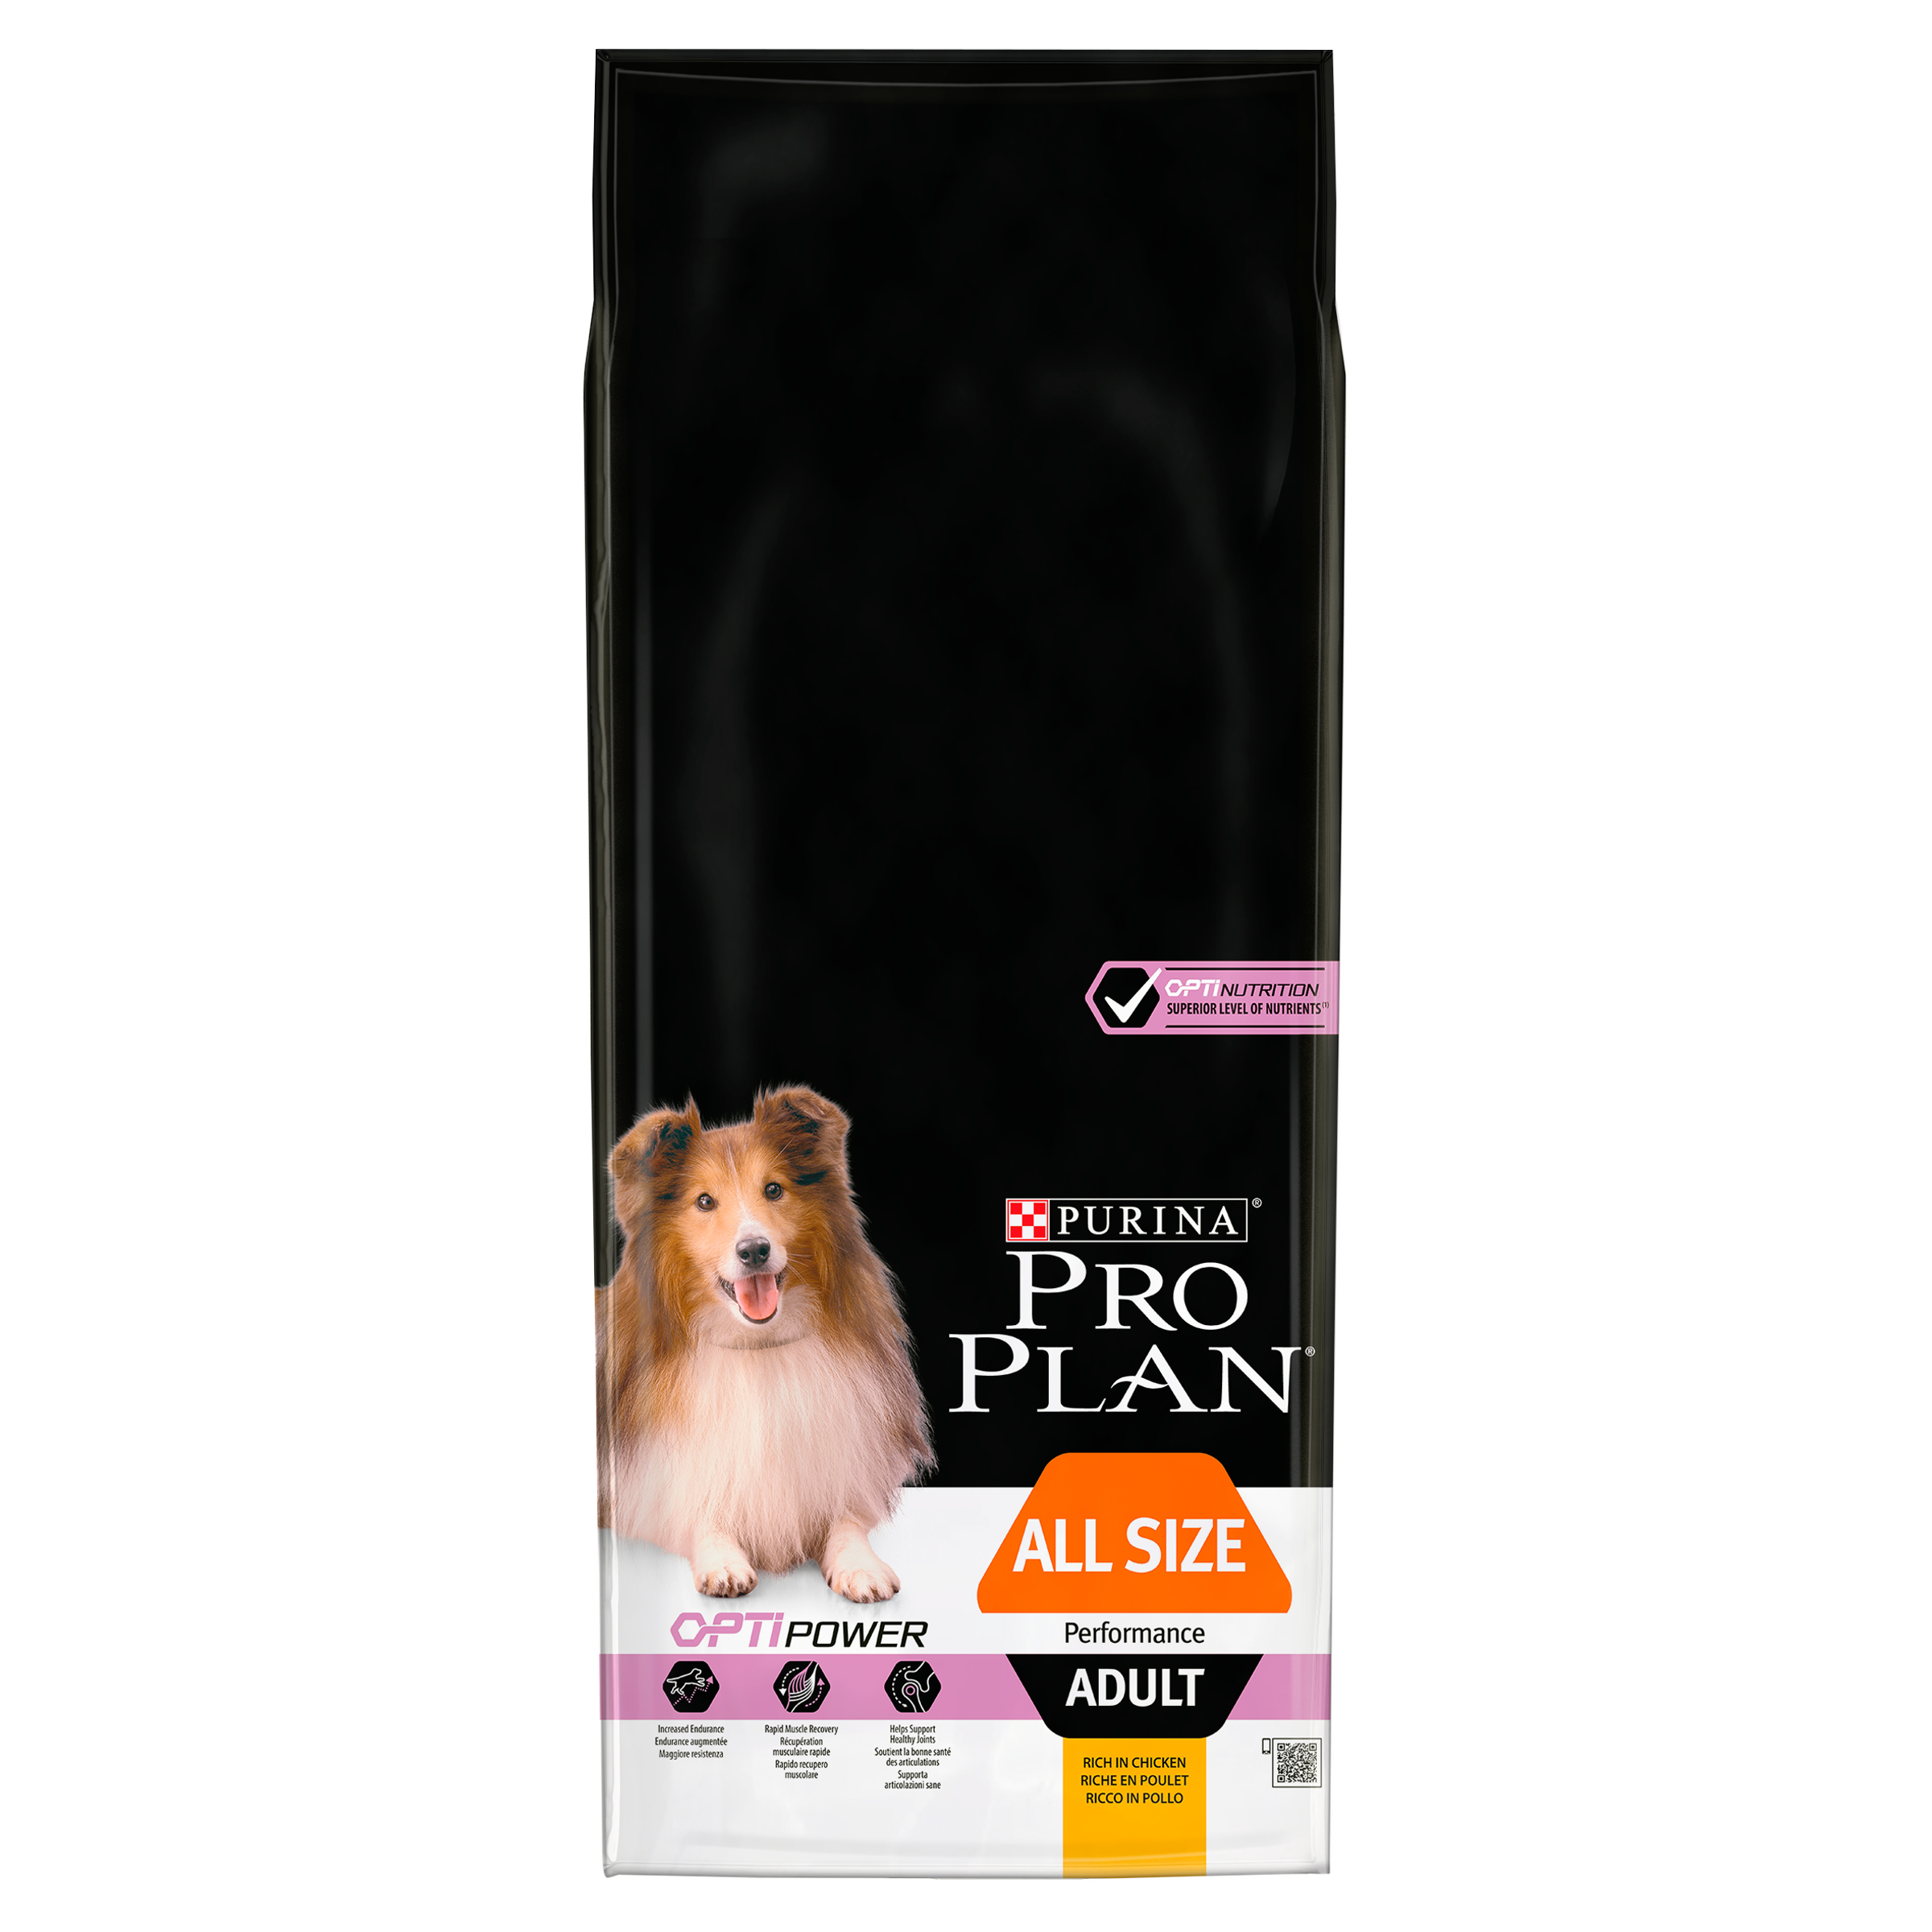 OPTINUTRITION
SUPERIOR LEVEL OF NUTRIENTS(1)
PURINA®
PRO
PLAN®
ALL SIZE
Performance
ADULT
RICH IN CHICKEN
RICHE EN POULET
RICCO IN POLLO
OPTIPOWER
Increased Endurance
Endurance augmentée
Maggiore resistenza
Rapid Muscle Recovery
Récupération
musculaire rapide
Rapido recupero
muscolare
Helps Support
Healthy Joints
Soutient la bonne santé
des articulations
Supporta
articolazioni sane